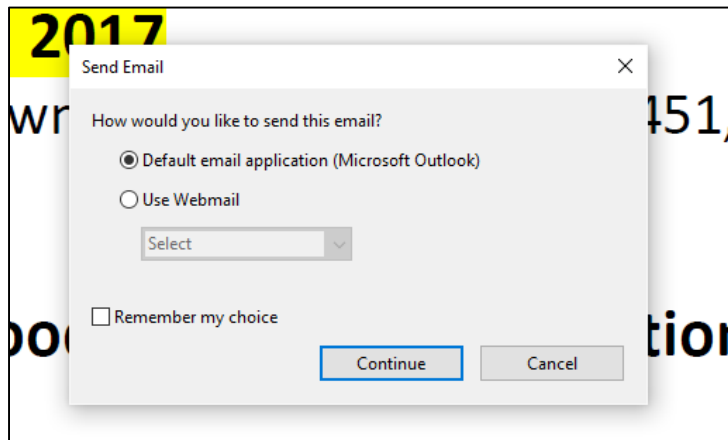 2017
Send Email
How would you like to send this email?
Default email application (Microsoft Outlook)
Use Webmail
Select
Remember my choice
Continue Cancel